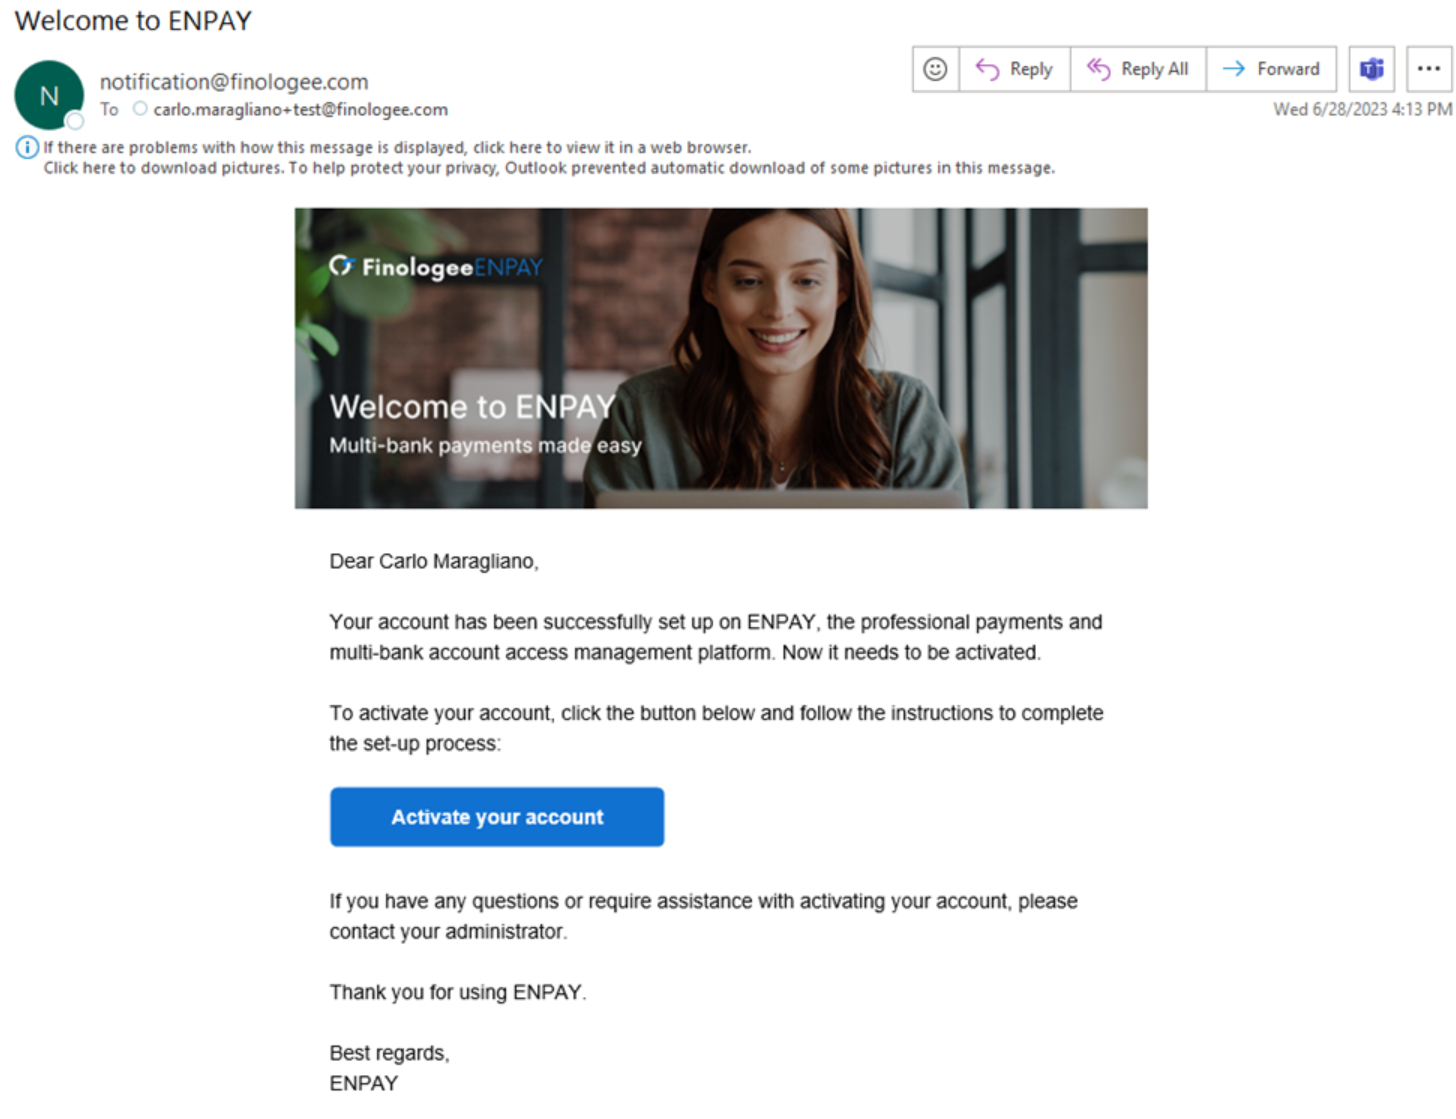 Welcome to ENPAY
N
notification@finologee.com
To carlo.maragliano+test@finologee.com
Reply
Reply All
Forward
Wed 6/28/2023 4:13 PM
If there are problems with how this message is displayed, click here to view it in a web browser.
Click here to download pictures. To help protect your privacy, Outlook prevented automatic download of some pictures in this message.
FinologeeENPAY
Welcome to ENPAY
Multi-bank payments made easy
Dear Carlo Maragliano,
Your account has been successfully set up on ENPAY, the professional payments and
multi-bank account access management platform. Now it needs to be activated.
To activate your account, click the button below and follow the instructions to complete
the set-up process:
Activate your account
If you have any questions or require assistance with activating your account, please
contact your administrator.
Thank you for using ENPAY.
Best regards,
ENPAY